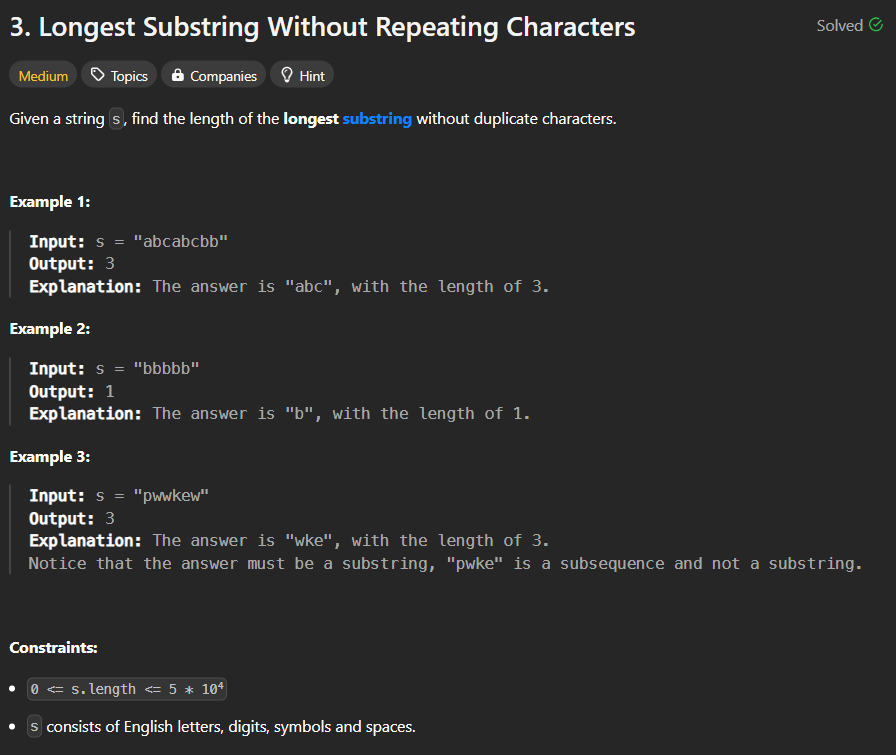 3. Longest Substring Without Repeating Characters
Solved
Medium Topics Companies Hint
Given a string s, find the length of the longest substring without duplicate characters.
Example 1:
Input: s = "abcabcbb"
Output: 3
Explanation: The answer is "abc", with the length of 3.
Example 2:
Input: s = "bbbbb"
Output: 1
Explanation: The answer is "b", with the length of 1.
Example 3:
Input: s = "pwwkew"
Output: 3
Explanation: The answer is "wke", with the length of 3.
Notice that the answer must be a substring, "pwke" is a subsequence and not a substring.
Constraints:
• 0 <= s.length <= 5 * 10⁴
• s consists of English letters, digits, symbols and spaces.